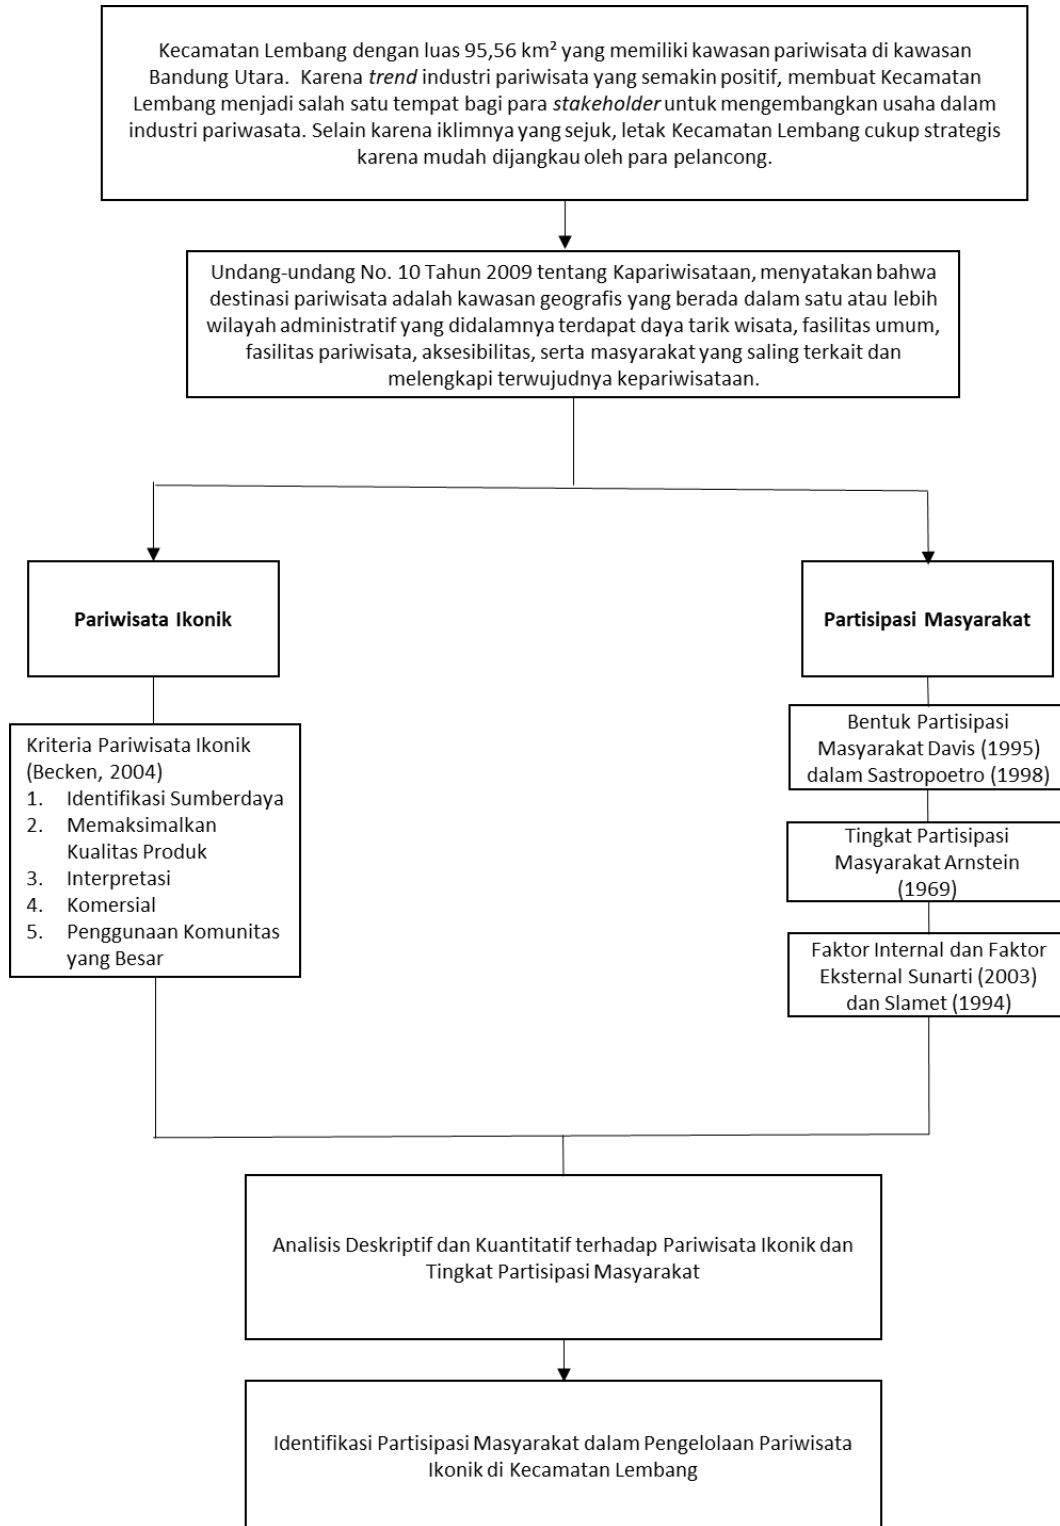 Kecamatan Lembang dengan luas 95,56 km² yang memiliki kawasan pariwisata di kawasan
Bandung Utara. Karena trend industri pariwisata yang semakin positif, membuat Kecamatan
Lembang menjadi salah satu tempat bagi para stakeholder untuk mengembangkan usaha dalam
industri pariwasata. Selain karena iklimnya yang sejuk, letak Kecamatan Lembang cukup strategis
karena mudah dijangkau oleh para pelancong.
Undang-undang No. 10 Tahun 2009 tentang Kapariwisataan, menyatakan bahwa
destinasi pariwisata adalah kawasan geografis yang berada dalam satu atau lebih
wilayah administratif yang didalamnya terdapat daya tarik wisata, fasilitas umum,
fasilitas pariwisata, aksesibilitas, serta masyarakat yang saling terkait dan
melengkapi terwujudnya kepariwisataan.
Pariwisata Ikonik
Kriteria Pariwisata Ikonik
(Becken, 2004)
1. Identifikasi Sumberdaya
2. Memaksimalkan
Kualitas Produk
3. Interpretasi
4. Komersial
5. Penggunaan Komunitas
yang Besar
Partisipasi Masyarakat
Bentuk Partisipasi
Masyarakat Davis (1995)
dalam Sastropoetro (1998)
Tingkat Partisipasi
Masyarakat Arnstein
(1969)
Faktor Internal dan Faktor
Eksternal Sunarti (2003)
dan Slamet (1994)
Analisis Deskriptif dan Kuantitatif terhadap Pariwisata Ikonik dan
Tingkat Partisipasi Masyarakat
Identifikasi Partisipasi Masyarakat dalam Pengelolaan Pariwisata
Ikonik di Kecamatan Lembang